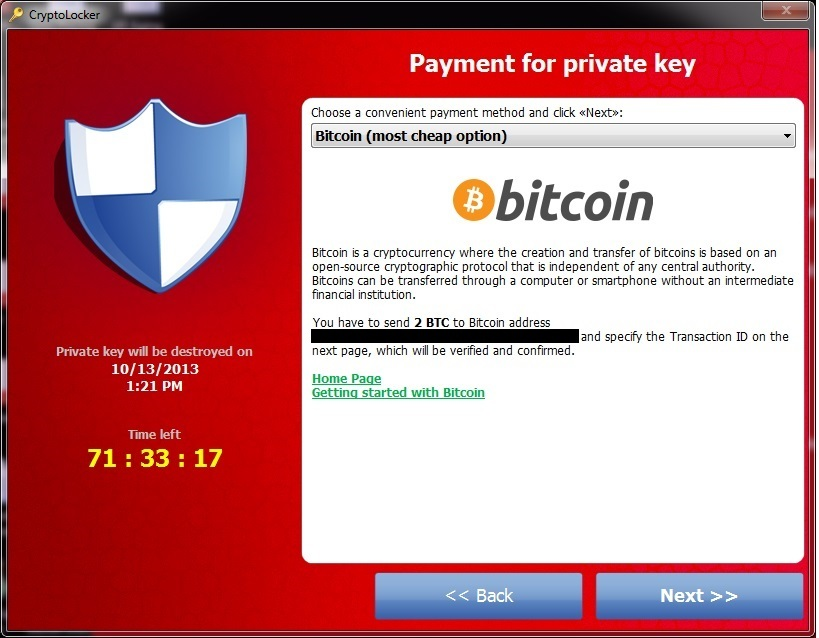 CryptoLocker
Payment for private key
Choose a convenient payment method and click «Next»:
Bitcoin (most cheap option)
bitcoin
Bitcoin is a cryptocurrency where the creation and transfer of bitcoins is based on an
open-source cryptographic protocol that is independent of any central authority.
Bitcoins can be transferred through a computer or smartphone without an intermediate
financial institution.
You have to send 2 BTC to Bitcoin address
and specify the Transaction ID on the
next page, which will be verified and confirmed.
Home Page
Getting started with Bitcoin
Private key will be destroyed on
10/13/2013
1:21 PM
Time left
71 : 33 : 17
<< Back
Next >>